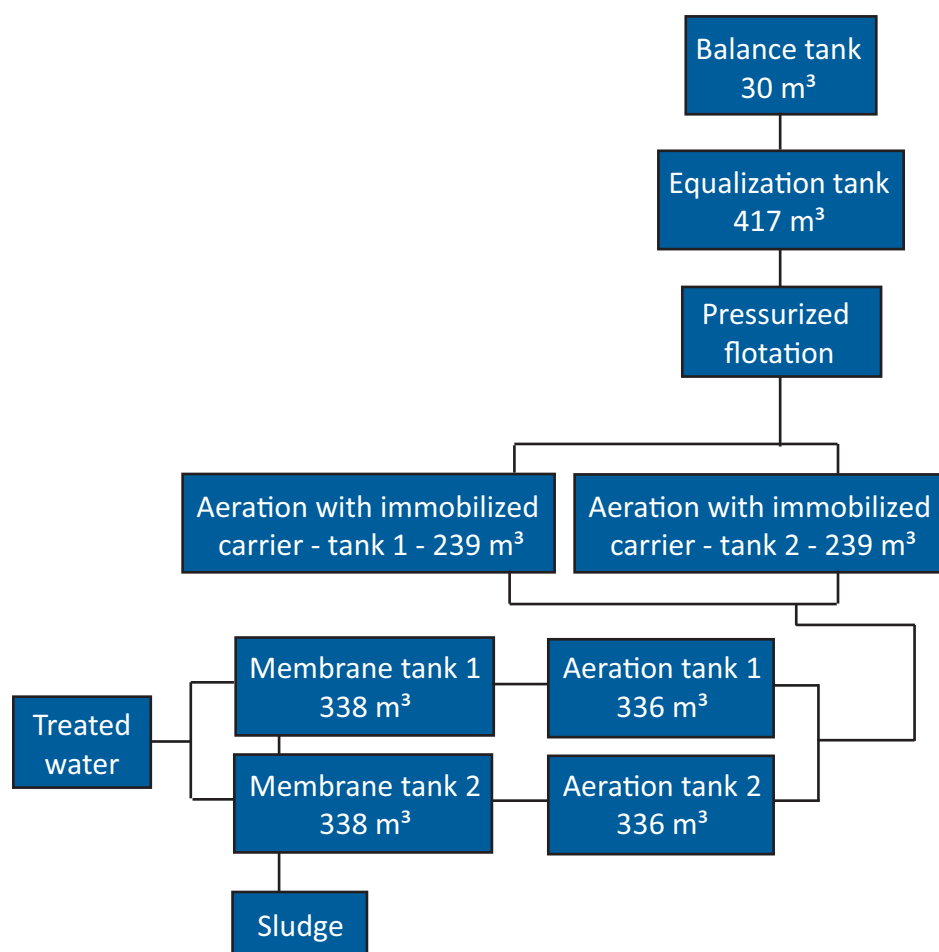 Balance tank
30 m³
Equalization tank
417 m³
Pressurized
flotation
Aeration with immobilized
carrier - tank 1 - 239 m³
Aeration with immobilized
carrier - tank 2 - 239 m³
Membrane tank 1
338 m³
Aeration tank 1
336 m³
Treated
water
Membrane tank 2
338 m³
Aeration tank 2
336 m³
Sludge